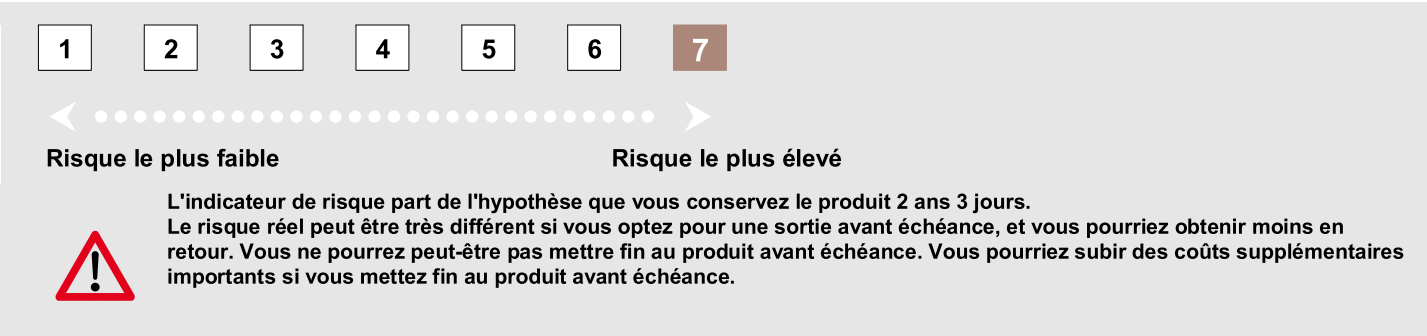 1 2 3 4 5 6 7
Risque le plus faible Risque le plus élevé
L'indicateur de risque part de l'hypothèse que vous conservez le produit 2 ans 3 jours.
Le risque réel peut être très différent si vous optez pour une sortie avant échéance, et vous pourriez obtenir moins en
retour. Vous ne pourrez peut-être pas mettre fin au produit avant échéance. Vous pourriez subir des coûts supplémentaires
importants si vous mettez fin au produit avant échéance.